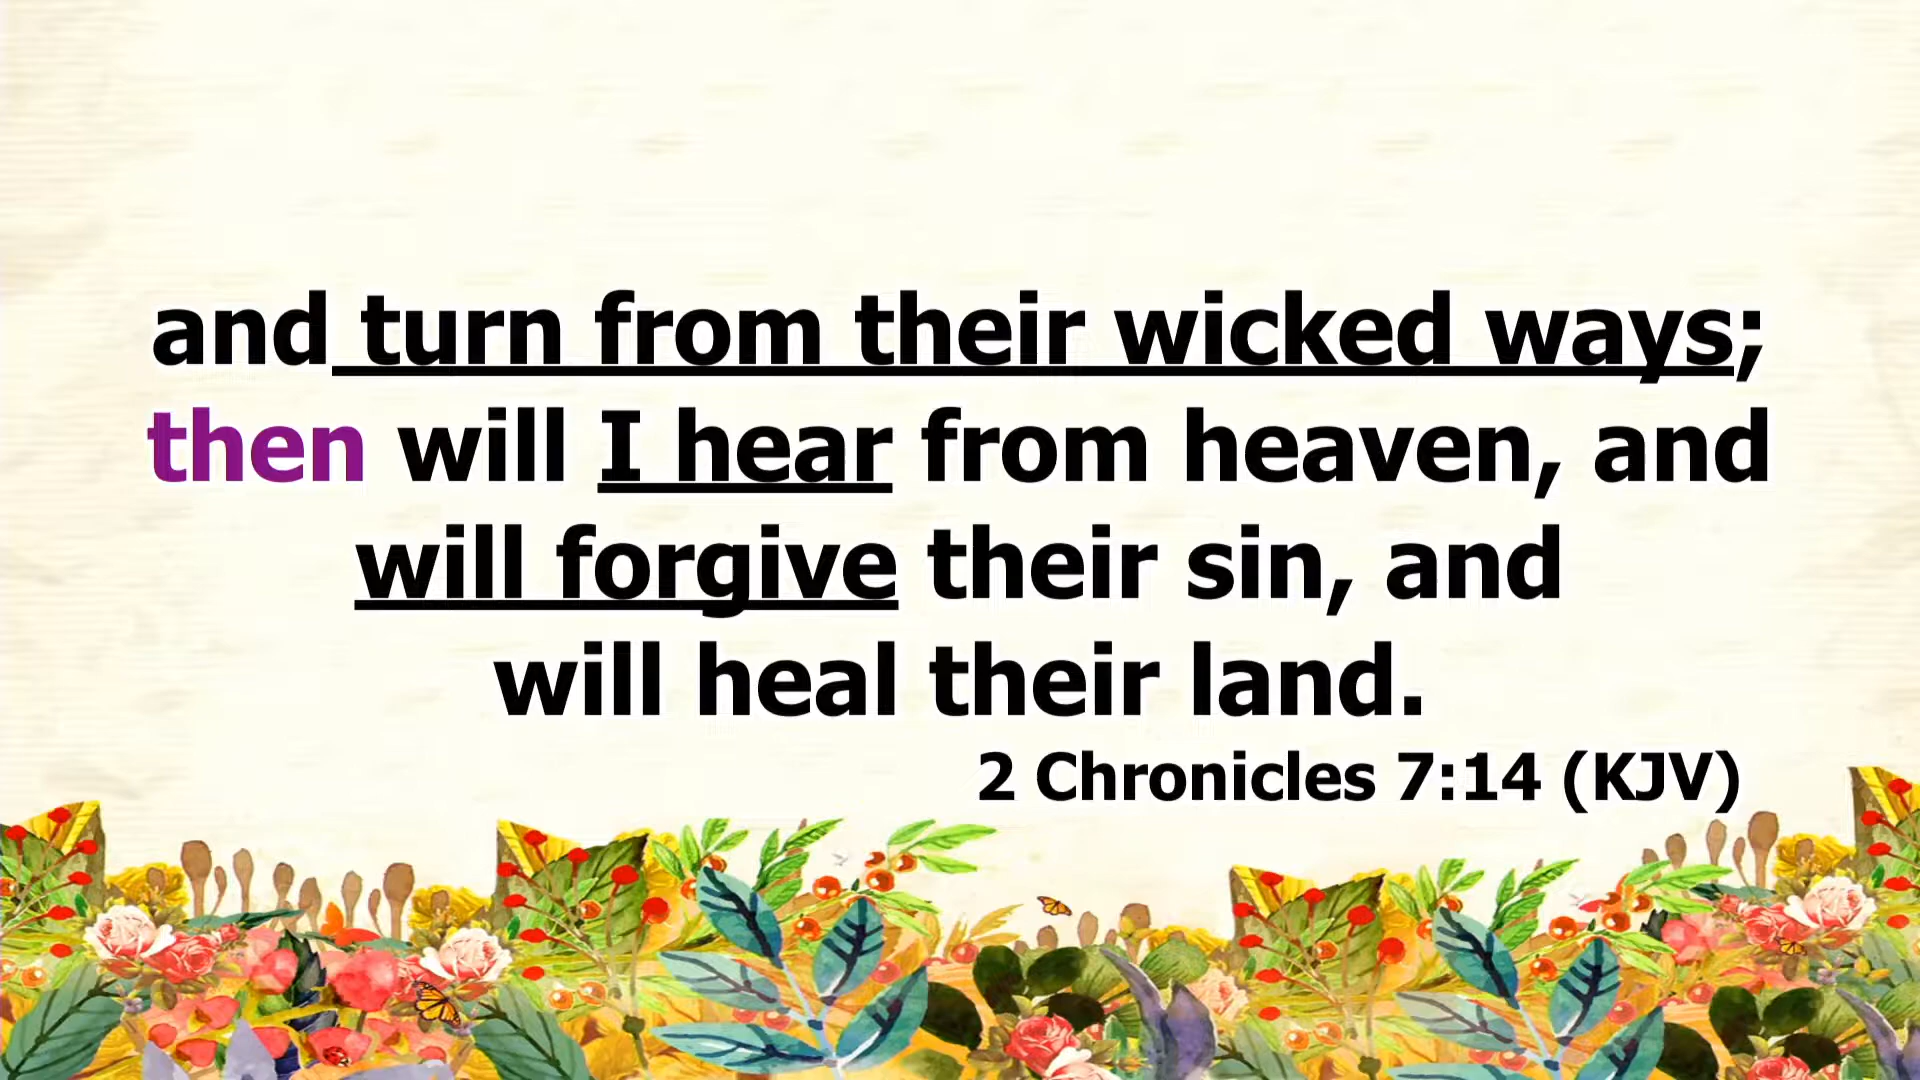 and turn from their wicked ways;
then will I hear from heaven, and
will forgive their sin, and
will heal their land.
2 Chronicles 7:14 (KJV)